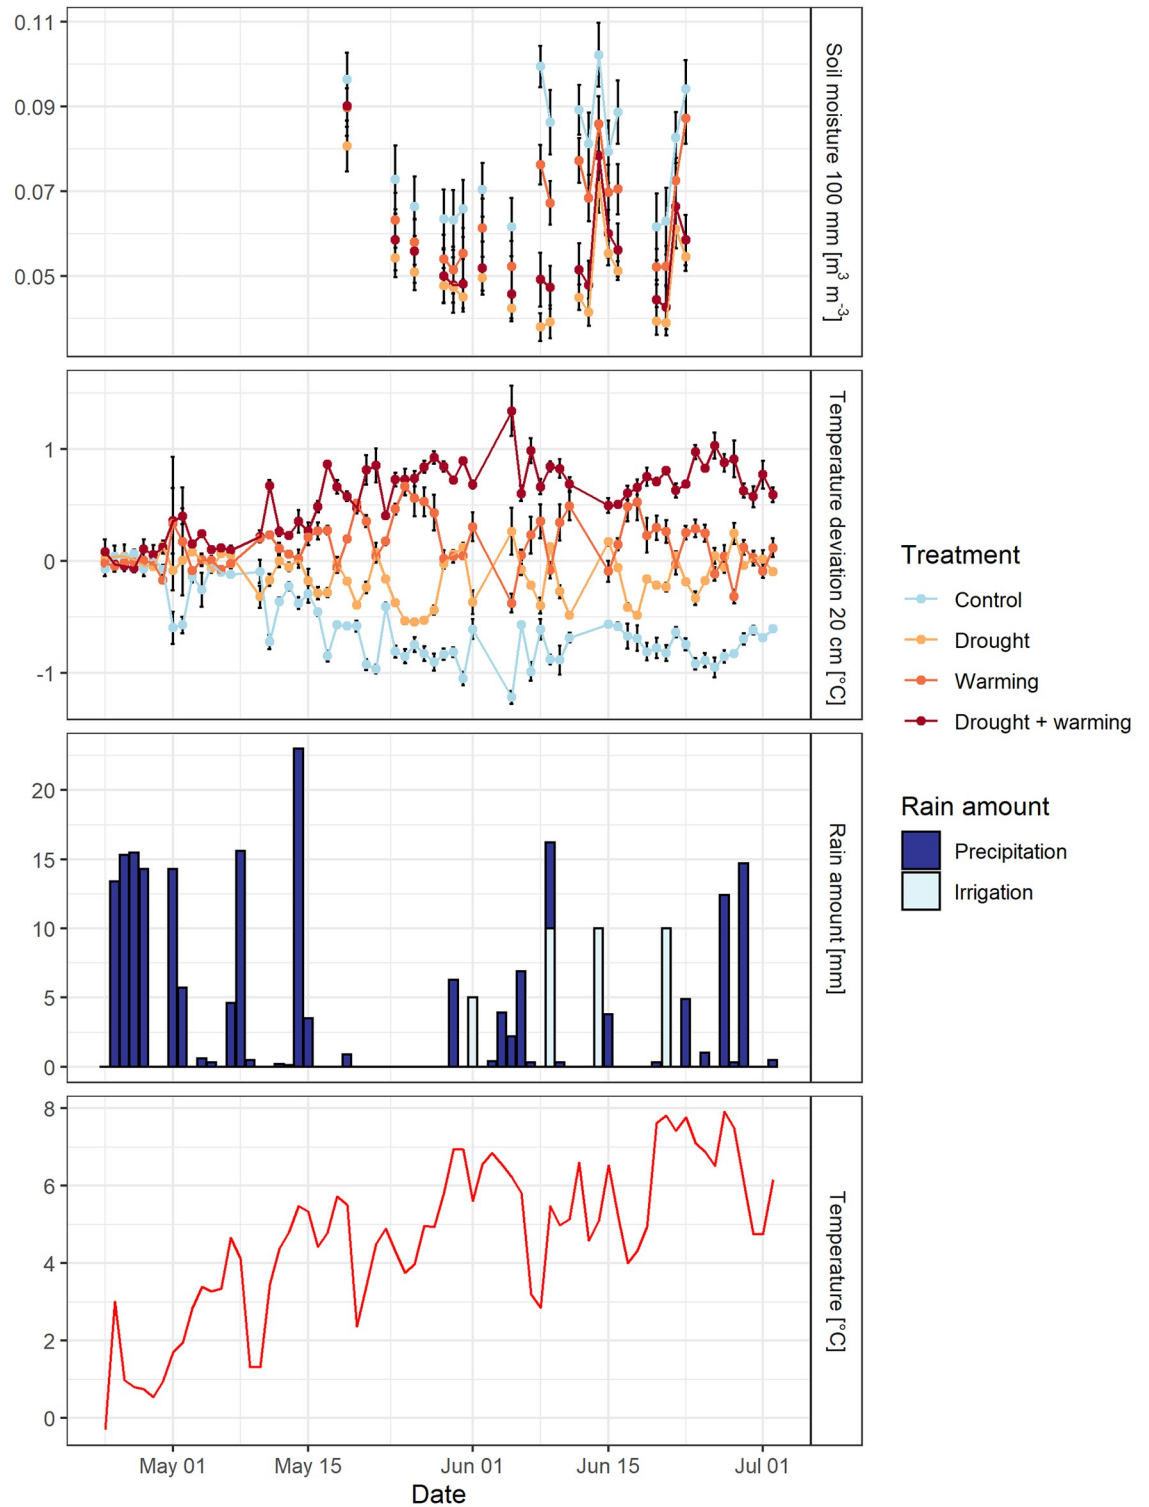 0.11
0.09
0.07
0.05
Soil moisture 100 mm [m³ m⁻³]
1
0
-1
Temperature deviation 20 cm [°C]
Treatment
Control
Drought
Warming
Drought + warming
20
15
10
5
0
Rain amount [mm]
Rain amount
Precipitation
Irrigation
8
6
4
2
0
Temperature [°C]
May 01
May 15
Jun 01
Jun 15
Jul 01
Date